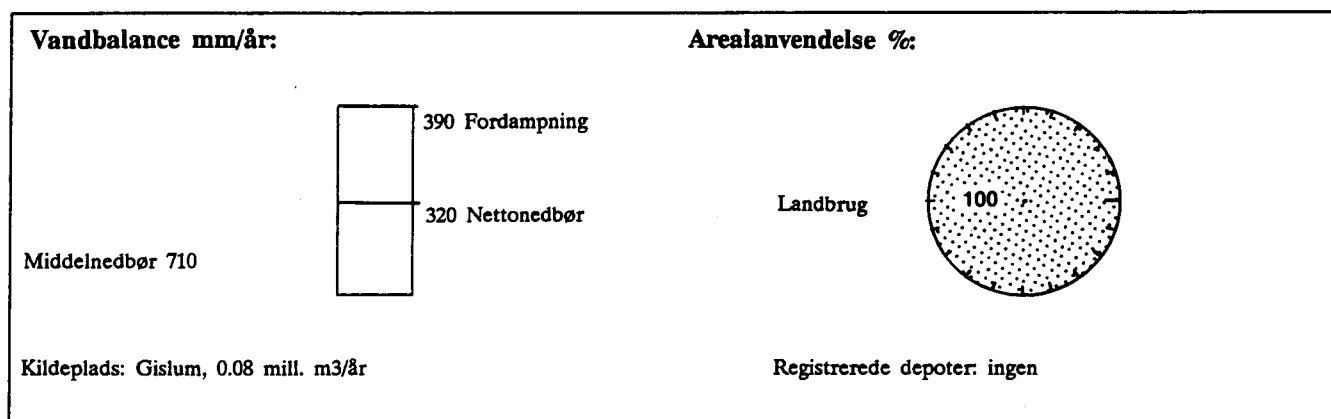 Vandbalance mm/år:
Arealanvendelse %:
390 Fordampning
320 Nettonedbør
Middelnedbør 710
Landbrug
100
Kildeplads: Gislum, 0.08 mill. m3/år
Registrerede depoter: ingen